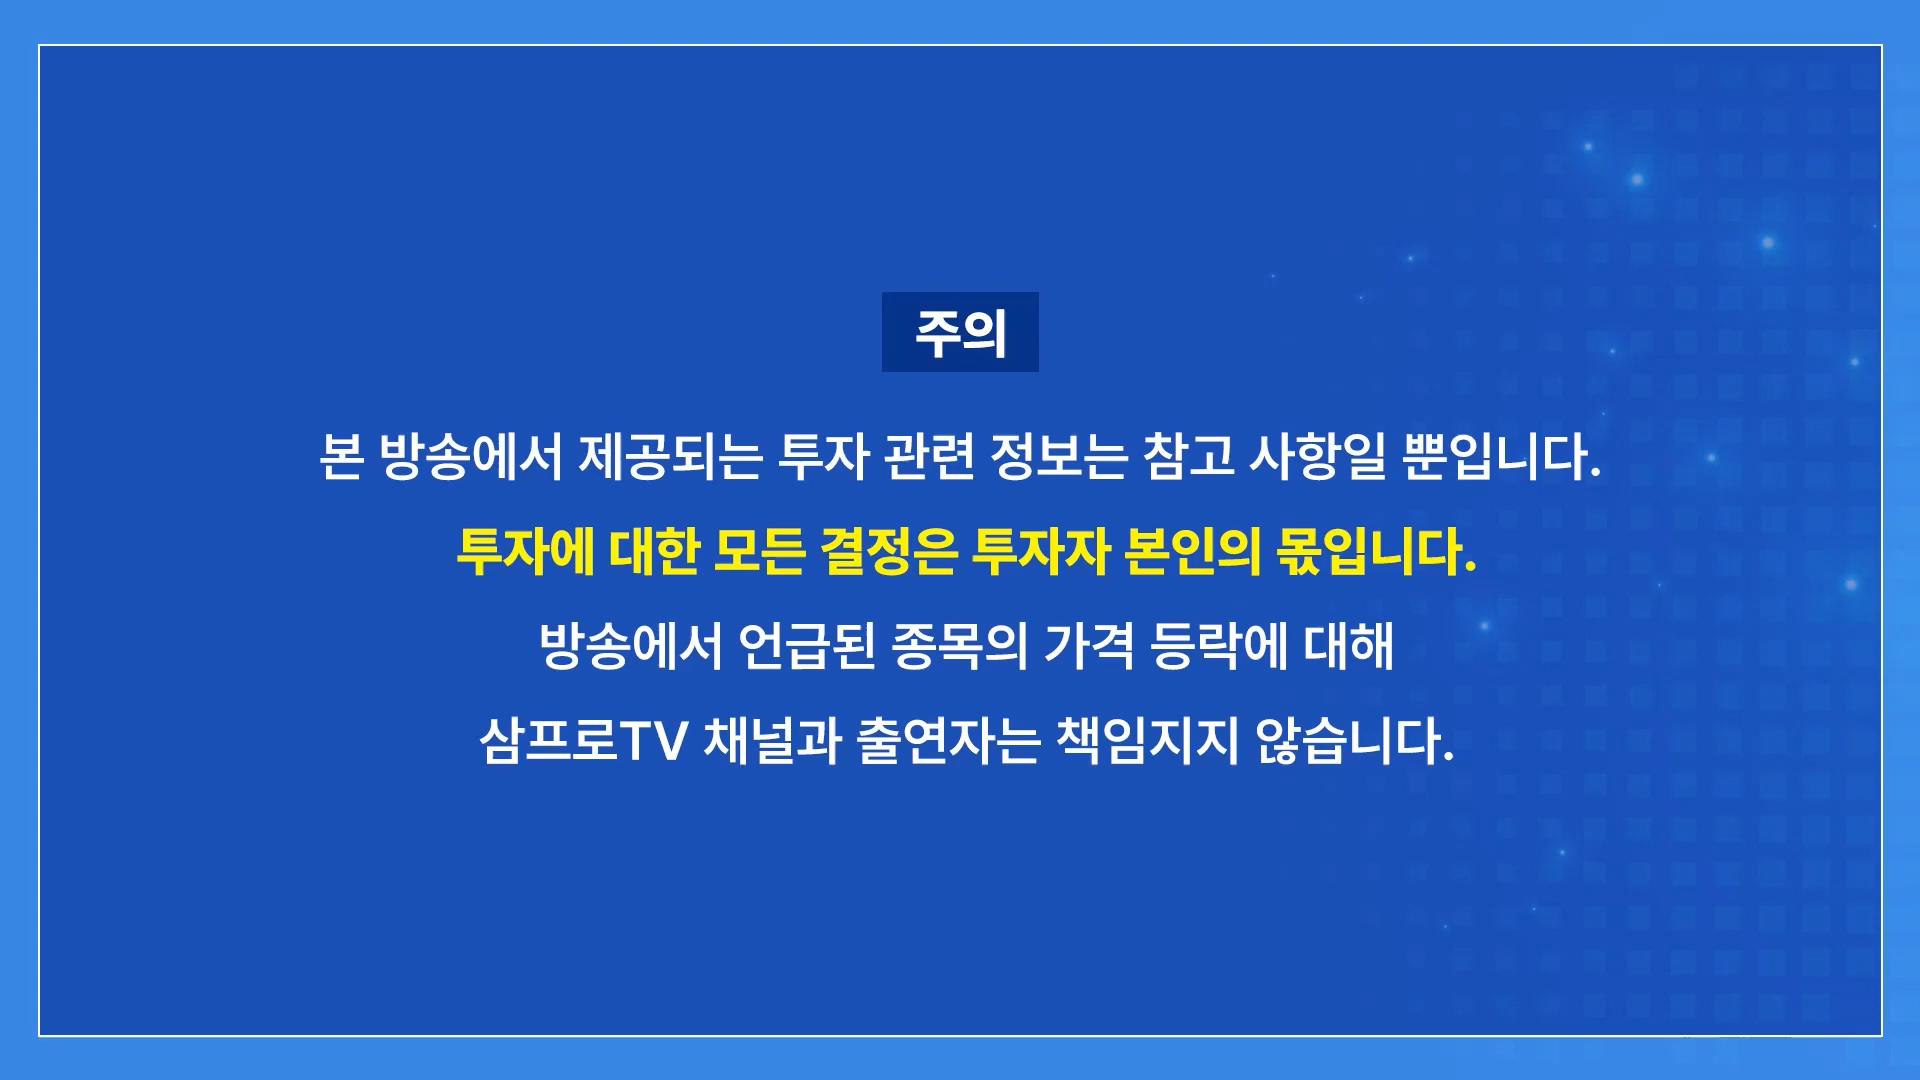 주의
본 방송에서 제공되는 투자 관련 정보는 참고 사항일 뿐입니다.
투자에 대한 모든 결정은 투자자 본인의 몫입니다.
방송에서 언급된 종목의 가격 등락에 대해
삼프로TV 채널과 출연자는 책임지지 않습니다.